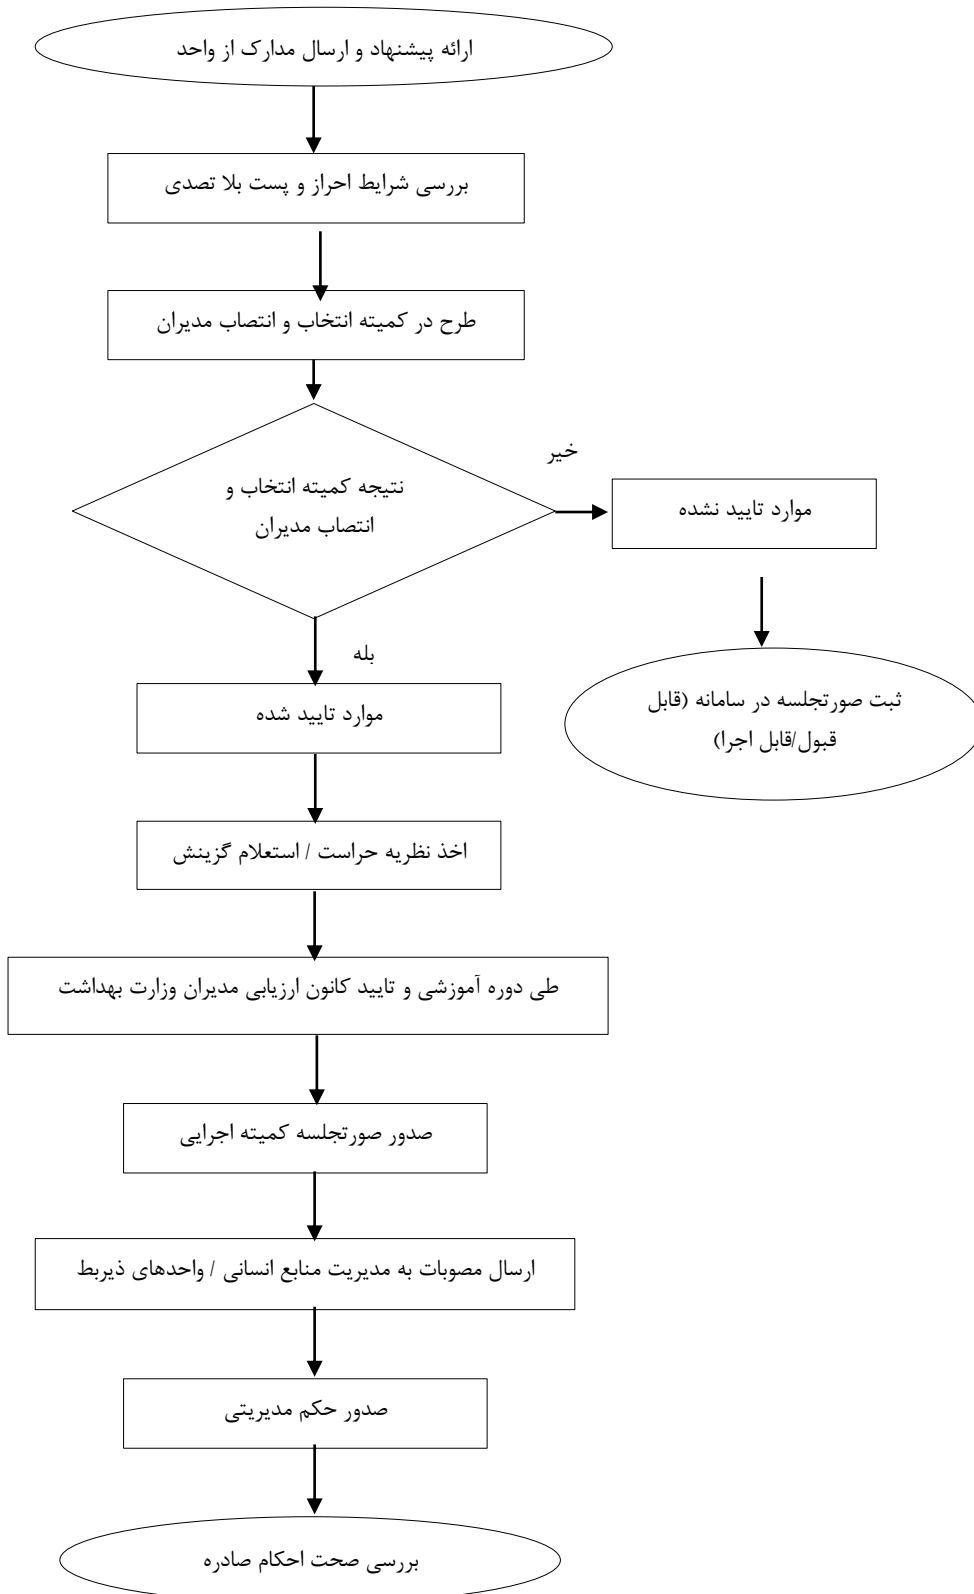 ارائه پیشنهاد و ارسال مدارک از واحد
بررسی شرایط احراز و پست بلا تصدی
طرح در کمیته انتخاب و انتصاب مدیران
خیر
نتیجه کمیته انتخاب و
انتصاب مدیران
موارد تایید نشده
بله
موارد تایید شده
ثبت صورتجلسه در سامانه (قابل
قبول/قابل اجرا)
اخذ نظریه حراست / استعلام گزینش
طی دوره آموزشی و تایید کانون ارزیابی مدیران وزارت بهداشت
صدور صورتجلسه کمیته اجرایی
ارسال مصوبات به مدیریت منابع انسانی / واحدهای ذیربط
صدور حکم مدیریتی
بررسی صحت احکام صادره